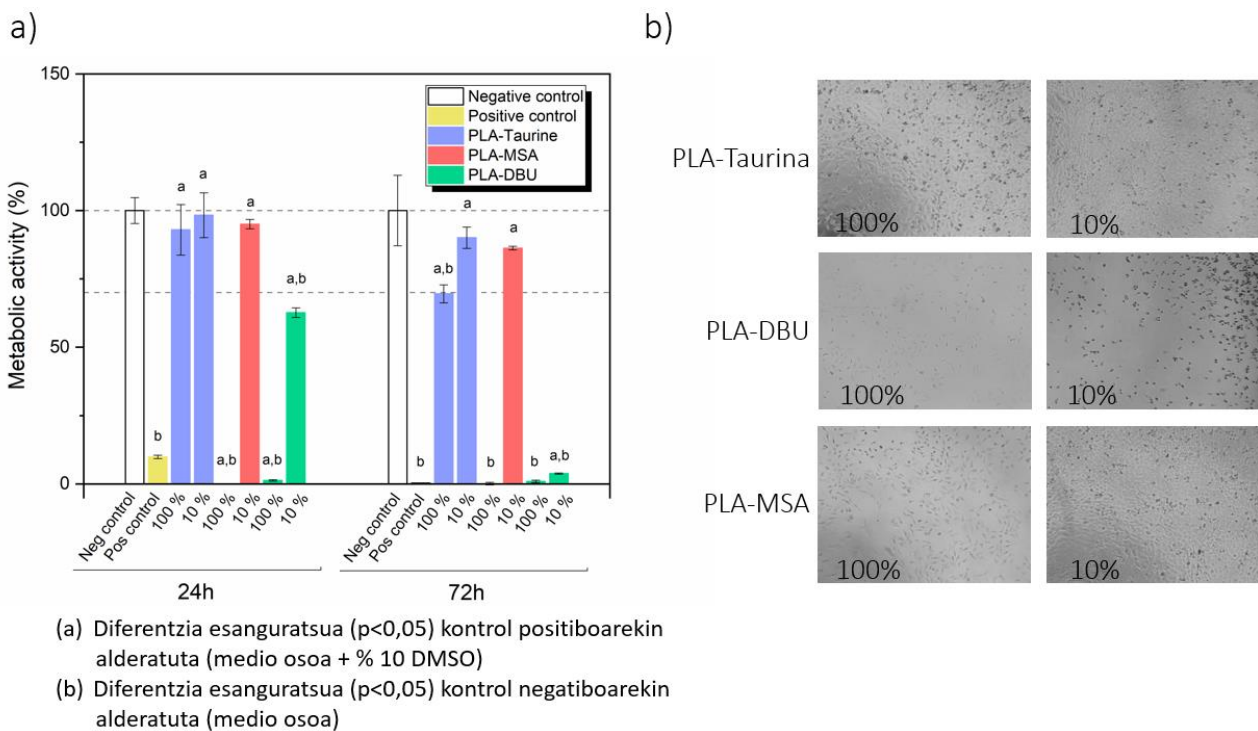 a)
150
100
50
0
Metabolic activity (%)
Negative control
Positive control
PLA-Taurine
PLA-MSA
PLA-DBU
b
a
a
a,b
a
a,b
a,b
b
a,b
a
b
a
b
a,b
Neg control
Pos control
100 %
10 %
100 %
10 %
100 %
10 %
Neg control
Pos control
100 %
10 %
100 %
10 %
100 %
10 %
24h
72h
(a) Diferentzia esanguratsua (p<0,05) kontrol positiboarekin
alderatuta (medio osoa + % 10 DMSO)
(b) Diferentzia esanguratsua (p<0,05) kontrol negatiboarekin
alderatuta (medio osoa)
b)
PLA-Taurina
100%
10%
PLA-DBU
100%
10%
PLA-MSA
100%
10%